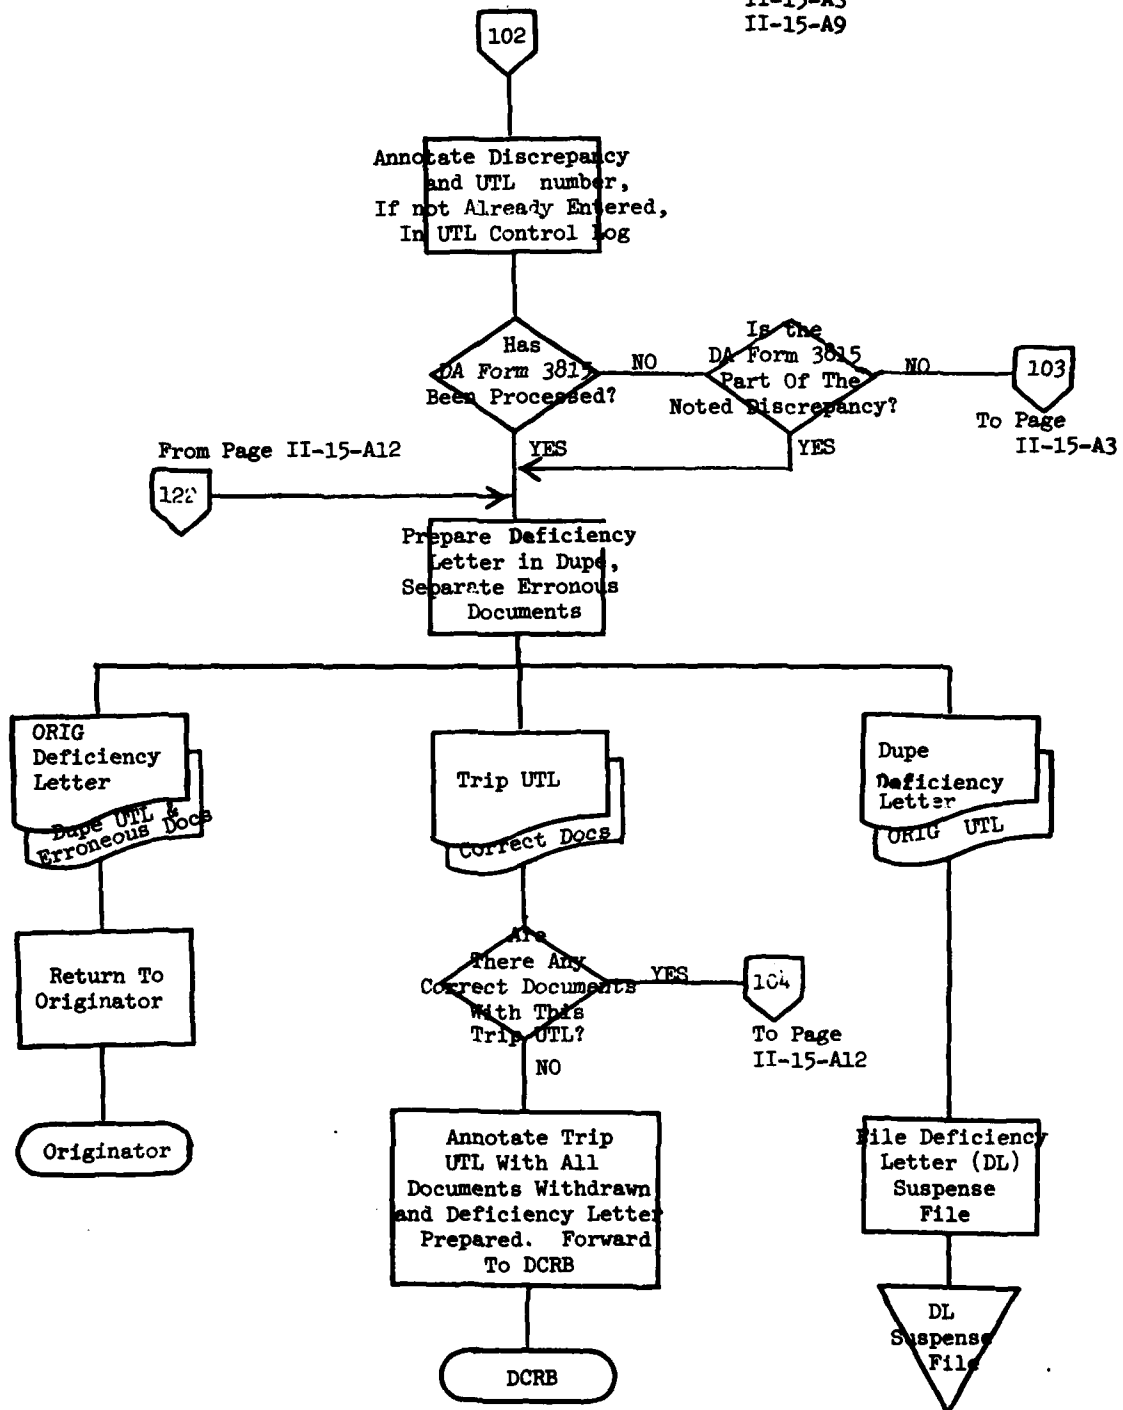 II-15-A3
II-15-A9
102
Annotate Discrepancy
and UTL number,
If not Already Entered,
In UTL Control Log
Has
DA Form 3815
Been Processed?
NO
Is the
DA Form 3815
Part Of The
Noted Discrepancy?
NO
103
To Page
II-15-A3
YES
YES
From Page II-15-A12
122
Prepare Deficiency
Letter in Dupe,
Separate Erronous
Documents
ORIG
Deficiency
Letter
Dupe UTL &
Erroneous Docs
Trip UTL
Correct Docs
Dupe
Deficiency
Letter
ORIG UTL
Return To
Originator
Originator
Are
There Any
Correct Documents
With This
Trip UTL?
YES
104
To Page
II-15-A12
NO
Annotate Trip
UTL With All
Documents Withdrawn
and Deficiency Letter
Prepared. Forward
To DCRB
DCRB
File Deficiency
Letter (DL)
Suspense
File
DL
Suspense
File